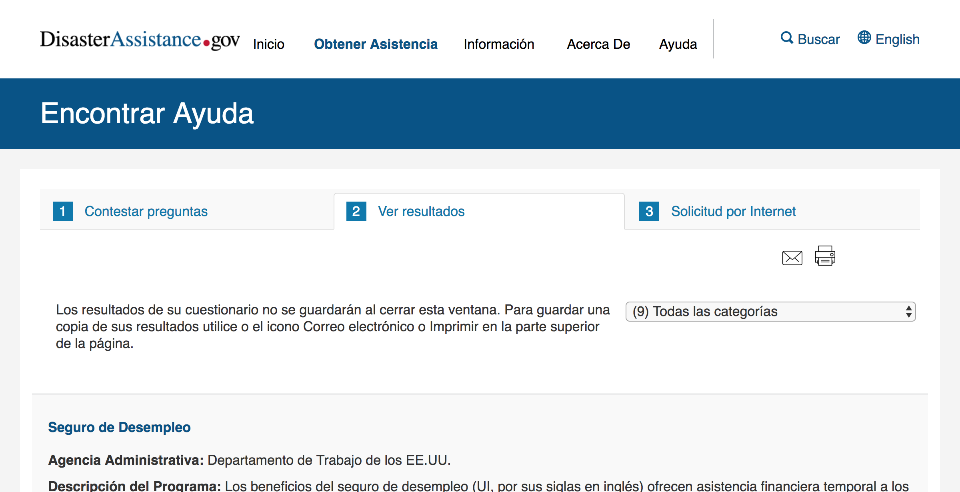 DisasterAssistance.gov Inicio Obtener Asistencia Información Acerca De Ayuda Buscar English
Encontrar Ayuda
1 Contestar preguntas 2 Ver resultados 3 Solicitud por Internet
Los resultados de su cuestionario no se guardarán al cerrar esta ventana. Para guardar una
copia de sus resultados utilice o el icono Correo electrónico o Imprimir en la parte superior
de la página.
(9) Todas las categorías
Seguro de Desempleo
Agencia Administrativa: Departamento de Trabajo de los EE.UU.
Descripción del Programa: Los beneficios del seguro de desempleo (UI, por sus siglas en inglés) ofrecen asistencia financiera temporal a los